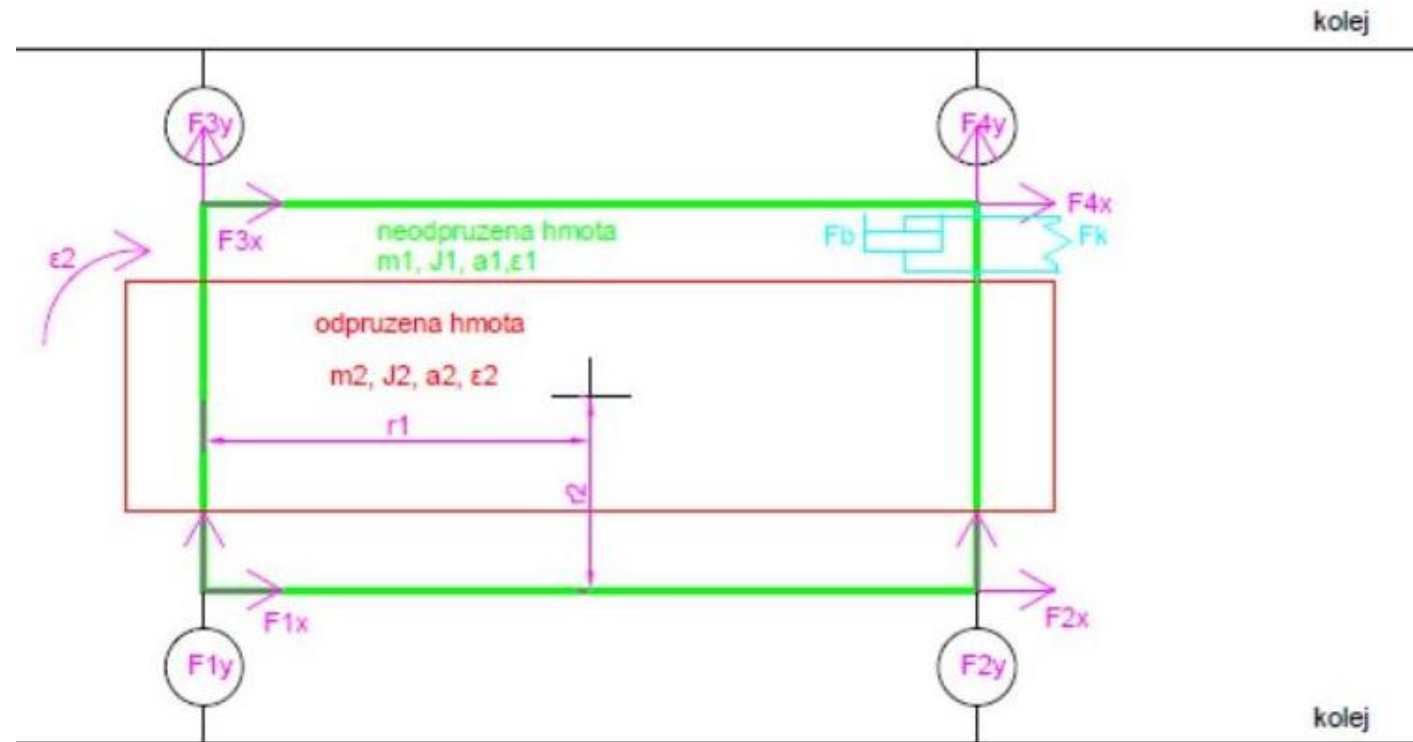 kolej
F3y
F4y
F3x
F4x
ε2
neodpruzena hmota
m1, J1, a1,ε1
Fb
Fk
odpruzena hmota
m2, J2, a2, ε2
r1
r2
F1x
F2x
F1y
F2y
kolej